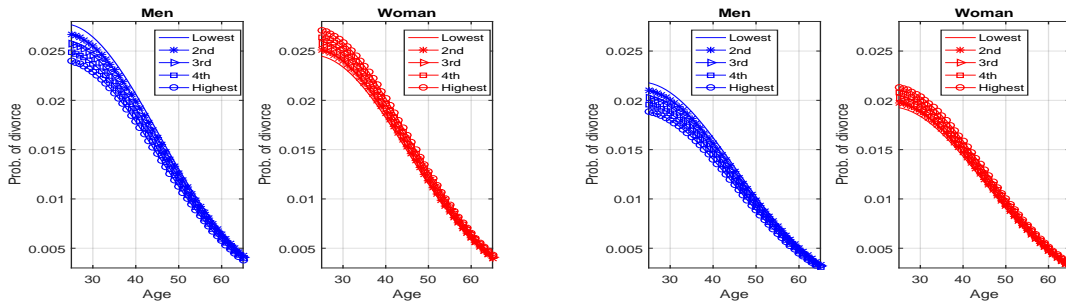 Men
Prob. of divorce
0.025
0.02
0.015
0.01
0.005
30 40 50 60
Age
Lowest
2nd
3rd
4th
Highest
Woman
Prob. of divorce
0.025
0.02
0.015
0.01
0.005
30 40 50 60
Age
Lowest
2nd
3rd
4th
Highest
Men
Prob. of divorce
0.025
0.02
0.015
0.01
0.005
30 40 50 60
Age
Lowest
2nd
3rd
4th
Highest
Woman
Prob. of divorce
0.025
0.02
0.015
0.01
0.005
30 40 50 60
Age
Lowest
2nd
3rd
4th
Highest